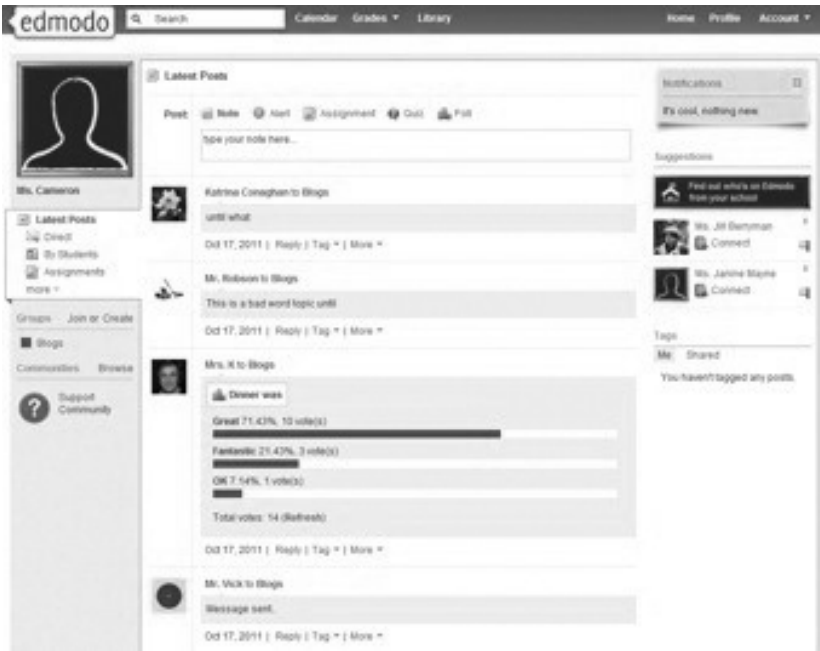 edmodo
Search
Calendar Grades Library
Home Profile Account
Ms. Cameron
Latest Posts
Direct
By Students
Assignments
more
Groups Join or Create
Blogs
Communities Browse
Support
Community
Latest Posts
Post: Note Alert Assignment Quiz Poll
Type your note here...
Katrina Conaghan to Blogs
until what
Oct 17, 2011 | Reply | Tag | More
Mr. Robson to Blogs
This is a bad word topic until
Oct 17, 2011 | Reply | Tag | More
Mrs. K to Blogs
Dinner was
Great 71.43%, 10 vote(s)
Fantastic 21.43%, 3 vote(s)
OK 7.14%, 1 vote(s)
Total votes: 14 (Refresh)
Oct 17, 2011 | Reply | Tag | More
Mr. Vick to Blogs
Message sent.
Oct 17, 2011 | Reply | Tag | More
Notifications
It's cool, nothing new.
Suggestions
Find out who's on Edmodo
from your school
Ms. Jill Berryman
Connect
Ms. Janine Mayne
Connect
Tags
Me Shared
You haven't tagged any posts.